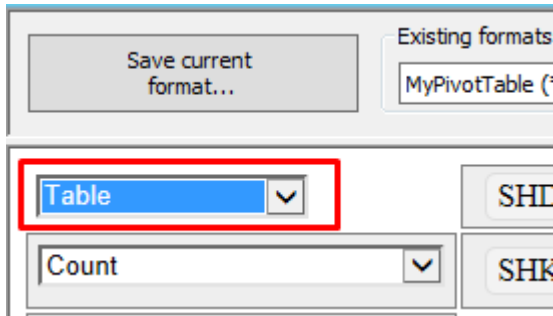 Save current
format...
Existing formats
MyPivotTable (
Table
SHD
Count
SHK